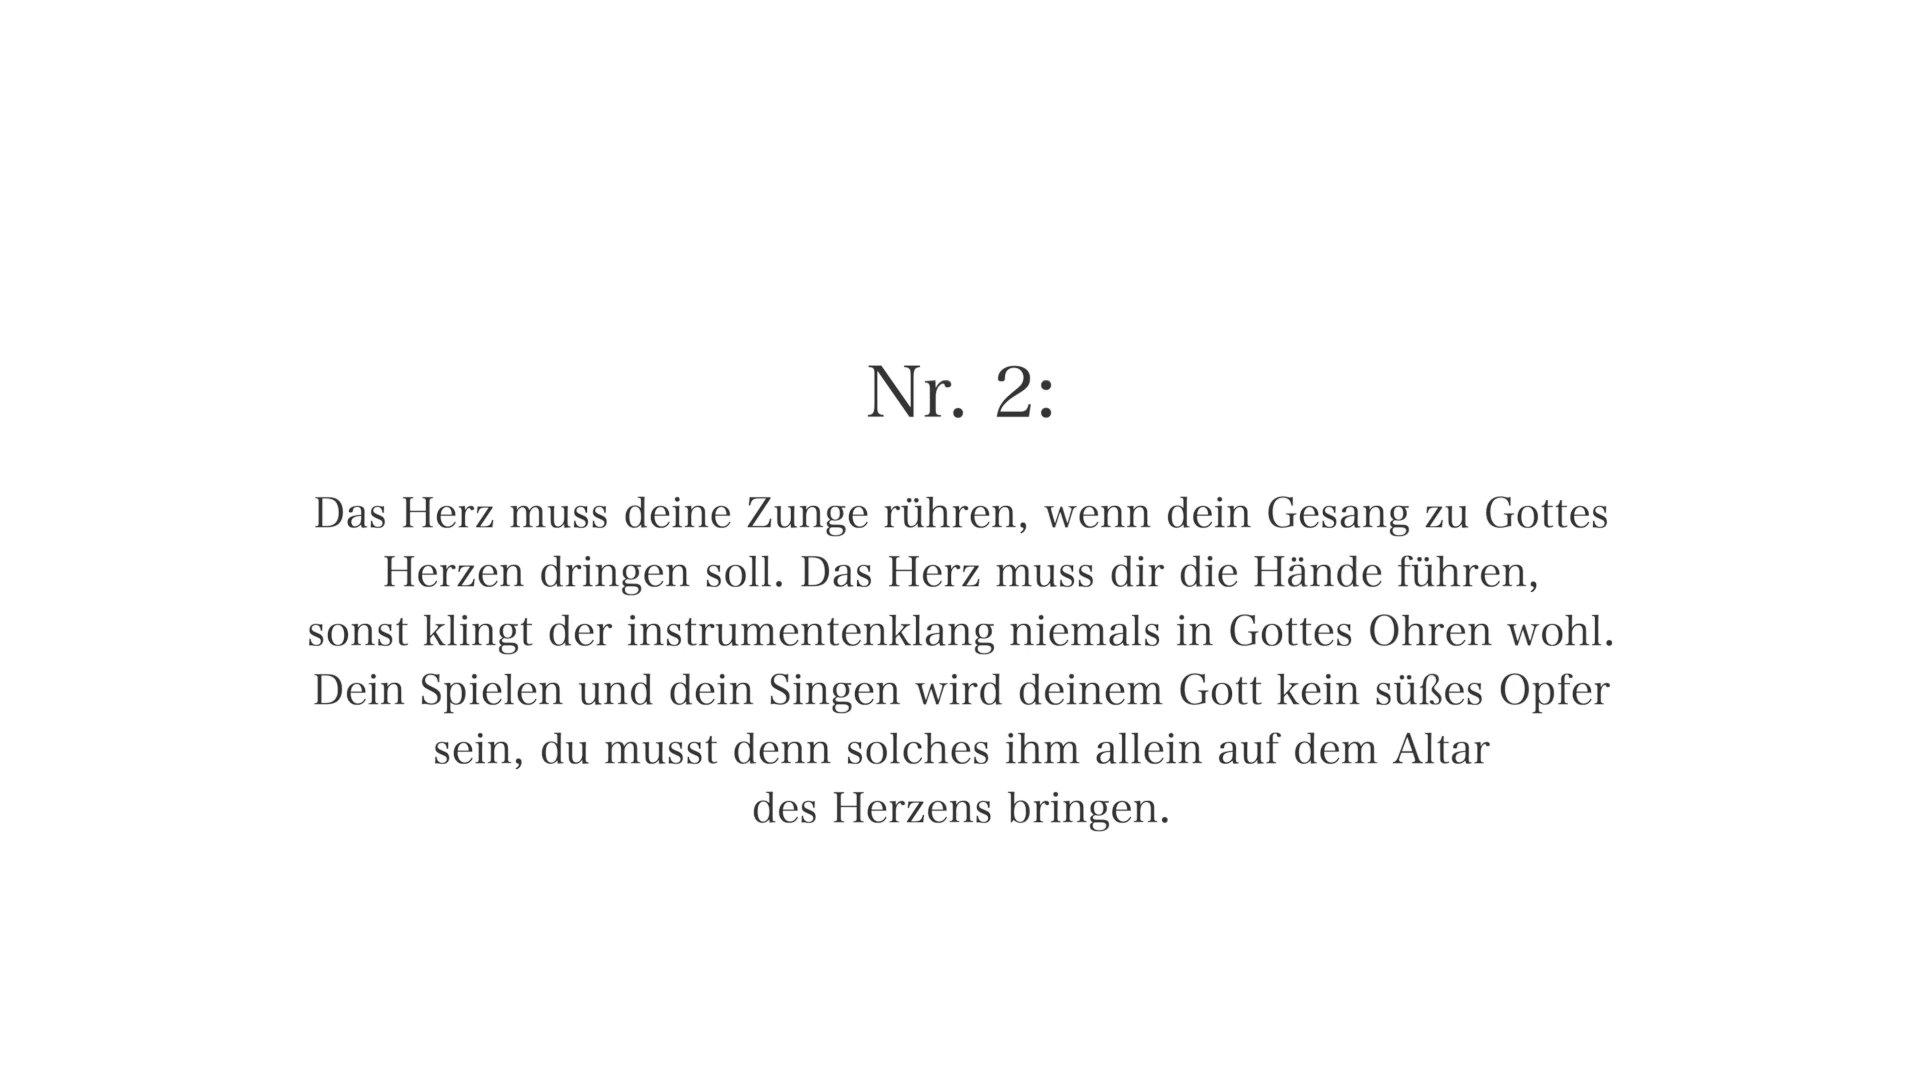 Nr. 2:
Das Herz muss deine Zunge rühren, wenn dein Gesang zu Gottes
Herzen dringen soll. Das Herz muss dir die Hände führen,
sonst klingt der instrumentenklang niemals in Gottes Ohren wohl.
Dein Spielen und dein Singen wird deinem Gott kein süßes Opfer
sein, du musst denn solches ihm allein auf dem Altar
des Herzens bringen.